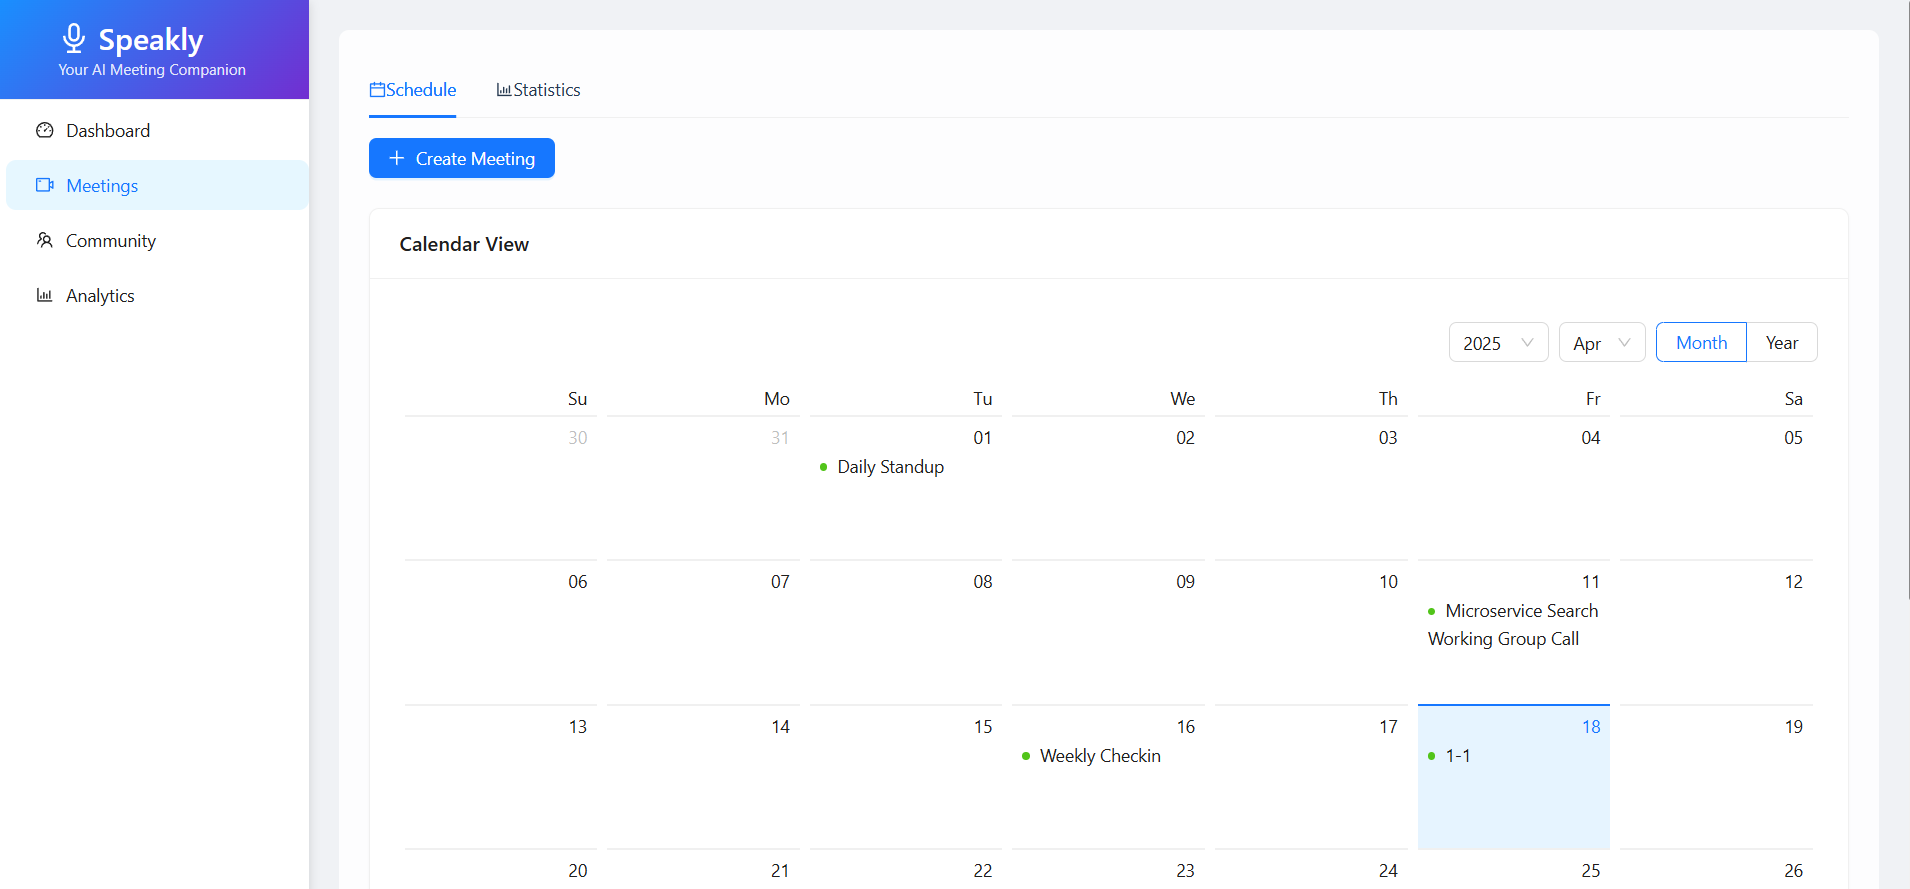 Speakly
Your AI Meeting Companion
Dashboard
Meetings
Community
Analytics
Schedule Statistics
Create Meeting
Calendar View
2025 Apr Month Year
Su Mo Tu We Th Fr Sa
30 31 01 02 03 04 05
Daily Standup
06 07 08 09 10 11 12
Microservice Search
Working Group Call
13 14 15 16 17 18 19
Weekly Checkin 1-1
20 21 22 23 24 25 26